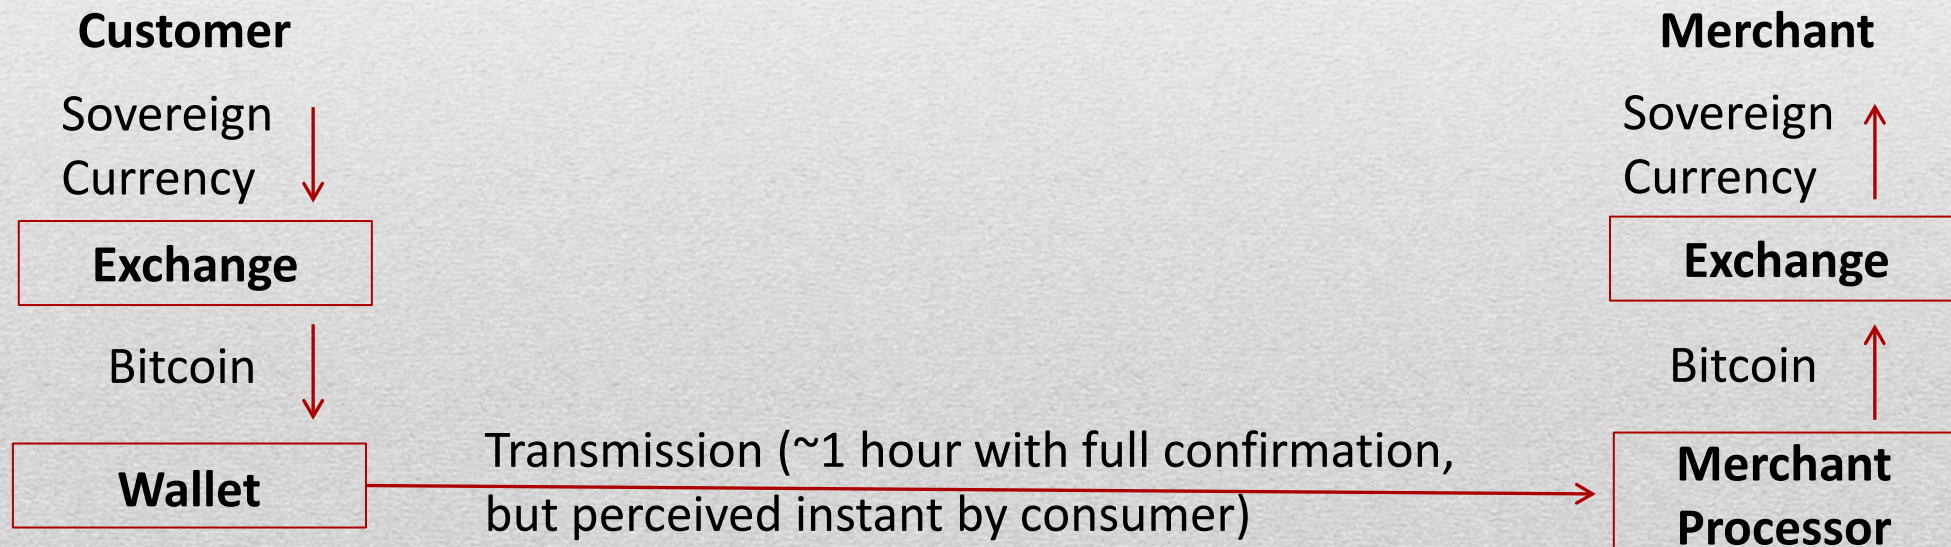 Customer
Sovereign
Currency
Exchange
Bitcoin
Wallet
Transmission (~1 hour with full confirmation,
but perceived instant by consumer)
Merchant
Sovereign
Currency
Exchange
Bitcoin
Merchant
Processor